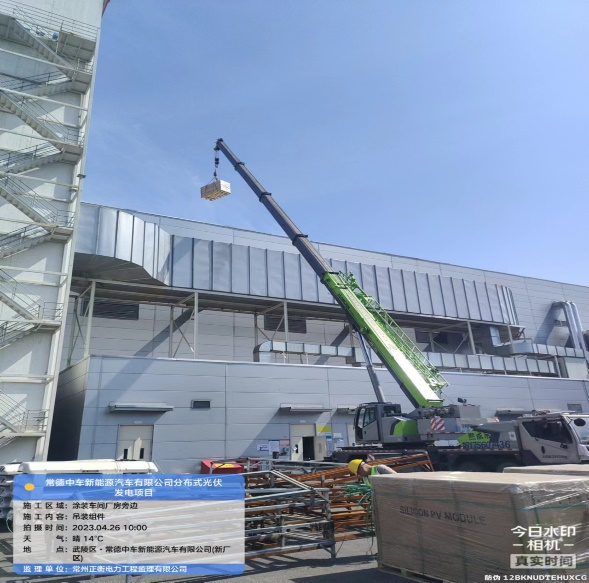 常德中车新能源汽车有限公司分布式光伏
发电项目
施工区域：涂装车间厂房旁边
施工内容：吊装组件
拍摄时间：2023.04.26 10:00
天气：晴 14℃
地点：武陵区·常德中车新能源汽车有限公司(新厂
区)
监理单位：常州正衡电力工程监理有限公司
SILICON PV MODULE
今日水印
相机
真实时间
防伪 12BKNUDTEHUXCG